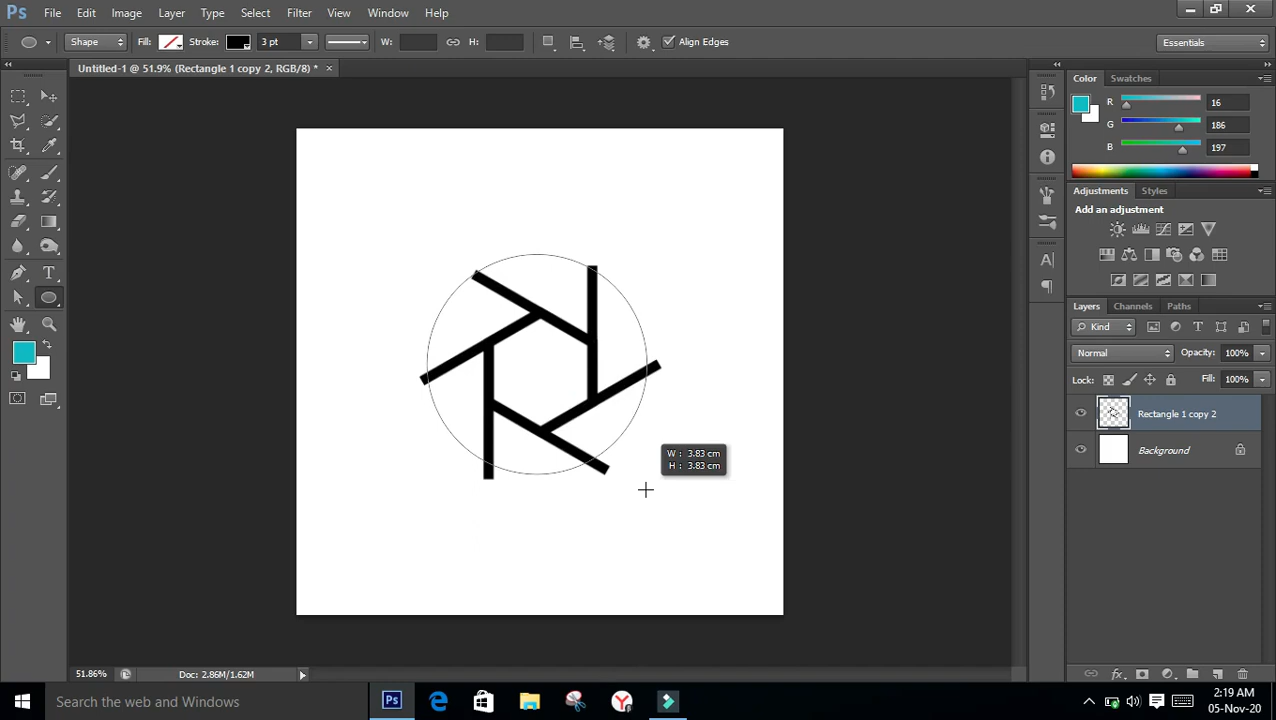 Ps File Edit Image Layer Type Select Filter View Window Help
Shape Fill: Stroke: 3 pt W: H: Align Edges Essentials
Untitled-1 @ 51.9% (Rectangle 1 copy 2, RGB/8) *
Color Swatches
R 16
G 186
B 197
Adjustments Styles
Add an adjustment
Layers Channels Paths
Kind
Normal Opacity: 100%
Lock: Fill: 100%
Rectangle 1 copy 2
Background
W : 3.83 cm
H : 3.83 cm
51.86% Doc: 2.86M/1.62M
Search the web and Windows
Ps
2:19 AM
05-Nov-20